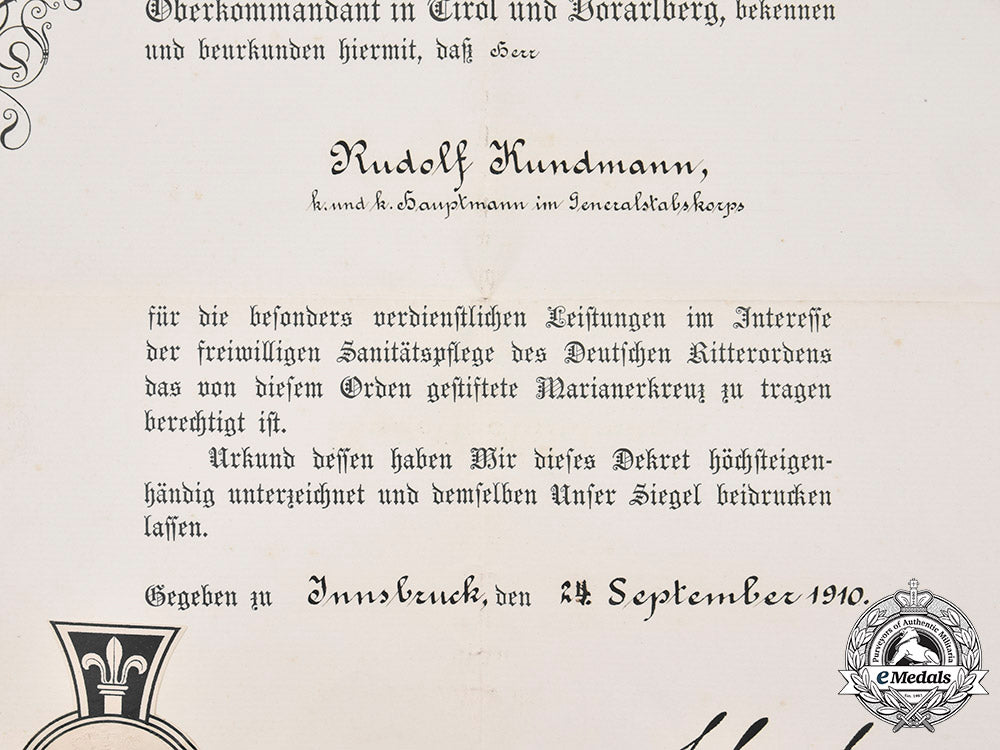 Oberkommandant in Tirol und Vorarlberg, bekennen
und beurkunden hiermit, daß Herr
Rudolf Kundmann,
k. und k. Hauptmann im Generalstabskorps
für die besonders verdienstlichen Leistungen im Interesse
der freiwilligen Sanitätspflege des Deutschen Ritterordens
das von diesem Orden gestiftete Marianerkreuz zu tragen
berechtigt ist.
Urkund dessen haben Wir dieses Dekret höchsteigen-
händig unterzeichnet und demselben Unser Siegel beidrucken
lassen.
Gegeben zu Innsbruck, den 24. September 1910.
Purveyors of Authentic Militaria
eMedals
Est. 1967